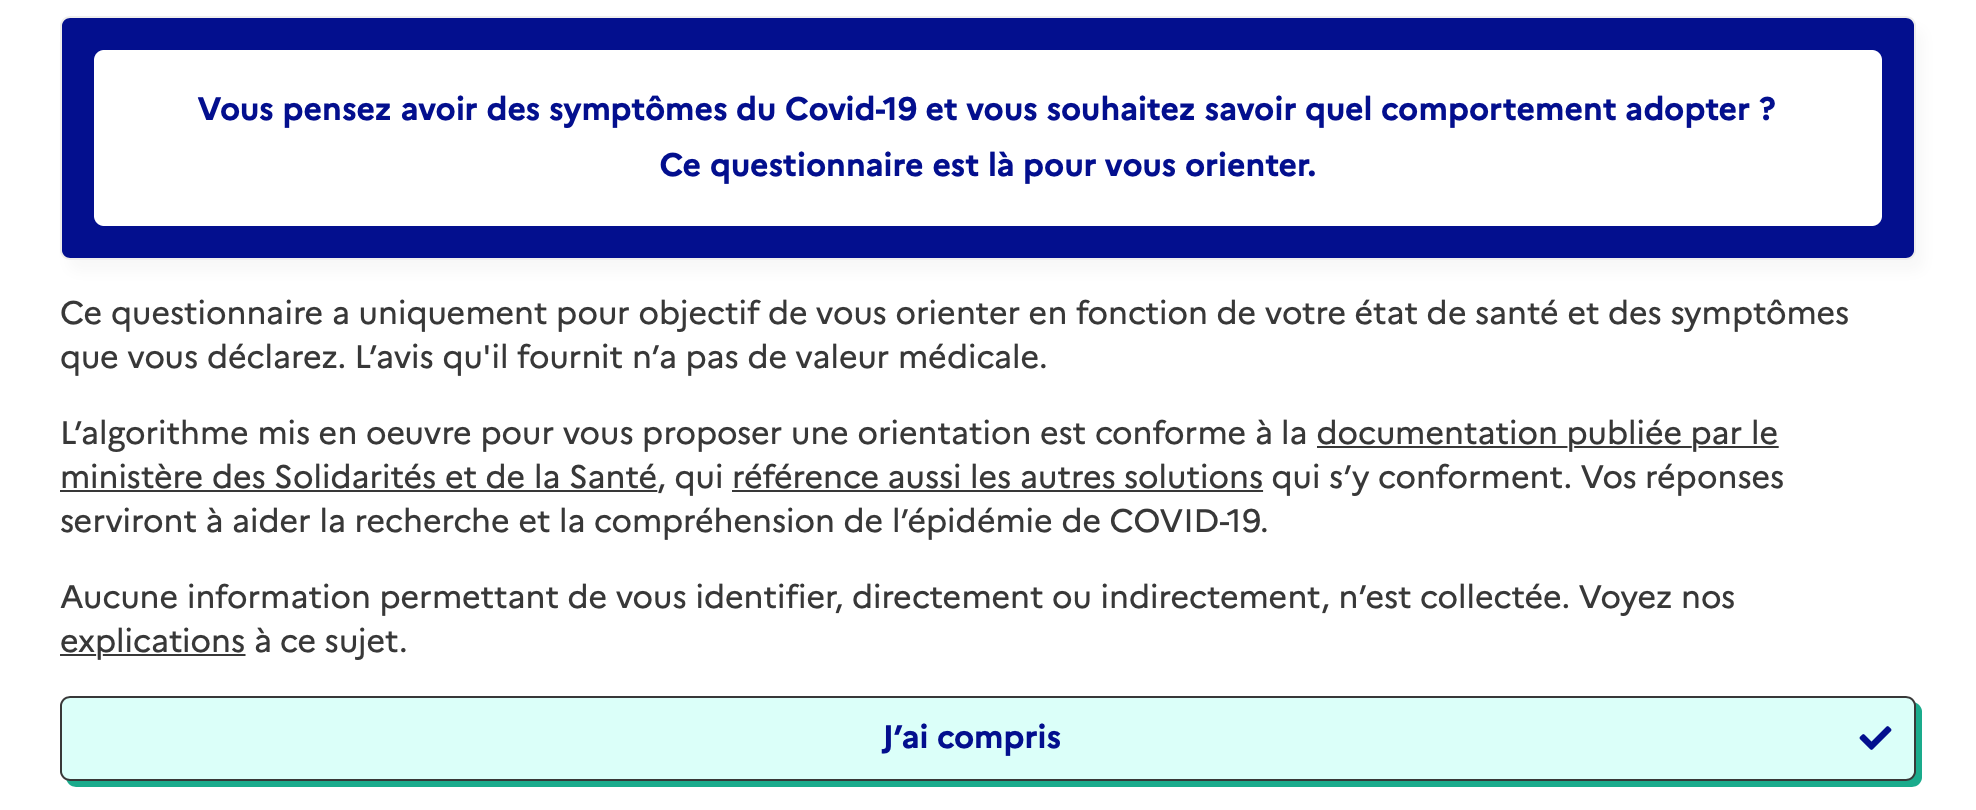 Vous pensez avoir des symptômes du Covid-19 et vous souhaitez savoir quel comportement adopter ?
Ce questionnaire est là pour vous orienter.
Ce questionnaire a uniquement pour objectif de vous orienter en fonction de votre état de santé et des symptômes
que vous déclarez. L’avis qu'il fournit n’a pas de valeur médicale.
L’algorithme mis en oeuvre pour vous proposer une orientation est conforme à la documentation publiée par le
ministère des Solidarités et de la Santé, qui référence aussi les autres solutions qui s’y conforment. Vos réponses
serviront à aider la recherche et la compréhension de l’épidémie de COVID-19.
Aucune information permettant de vous identifier, directement ou indirectement, n’est collectée. Voyez nos
explications à ce sujet.
J’ai compris